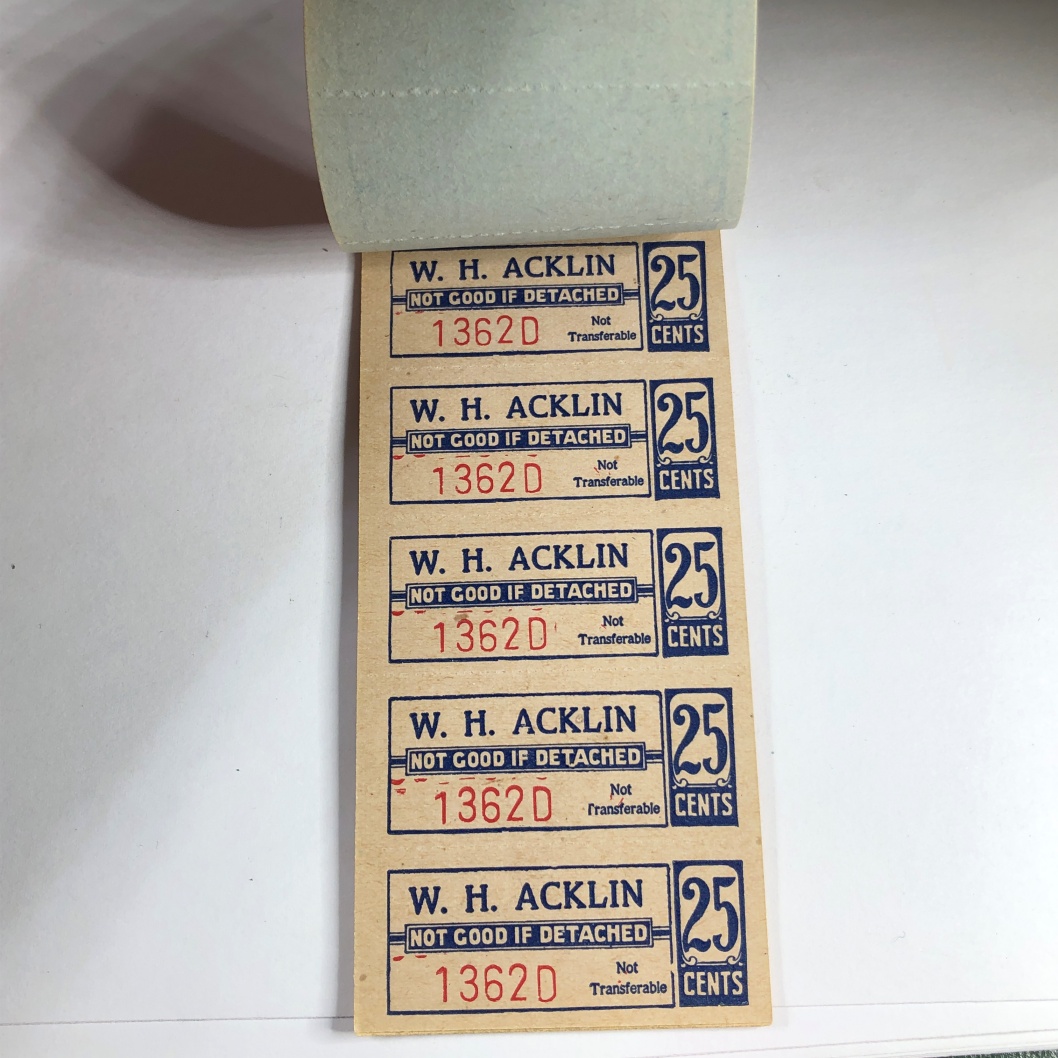 W. H. ACKLIN 25
NOT GOOD IF DETACHED
1362D Not Transferable CENTS
W. H. ACKLIN 25
NOT GOOD IF DETACHED
1362D Not Transferable CENTS
W. H. ACKLIN 25
NOT GOOD IF DETACHED
1362D Not Transferable CENTS
W. H. ACKLIN 25
NOT GOOD IF DETACHED
1362D Not Transferable CENTS
W. H. ACKLIN 25
NOT GOOD IF DETACHED
1362D Not Transferable CENTS